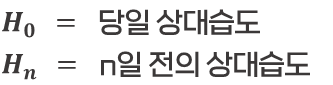 H₀ = 당일 상대습도
Hₙ = n일 전의 상대습도